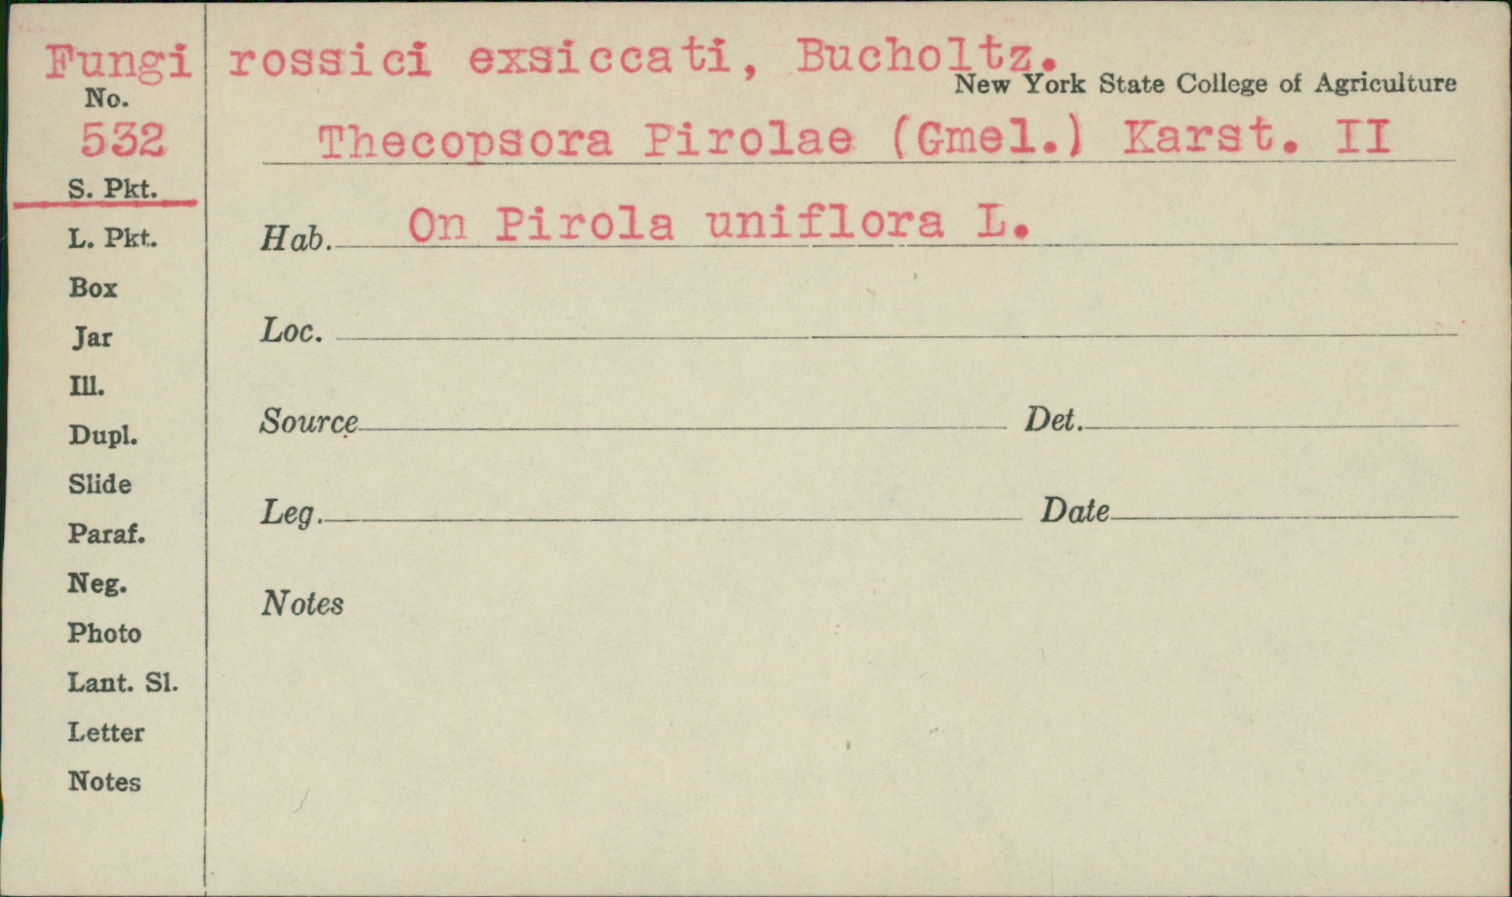 Fungi rossici exsiccati, Bucholtz.
New York State College of Agriculture
No.
532
Thecopsora Pirolae (Gmel.) Karst. II
S. Pkt.
L. Pkt.
Hab. On Pirola uniflora L.
Box
Jar
Loc.
Ill.
Dupl.
Source Det.
Slide
Paraf.
Leg. Date
Neg.
Notes
Photo
Lant. Sl.
Letter
Notes